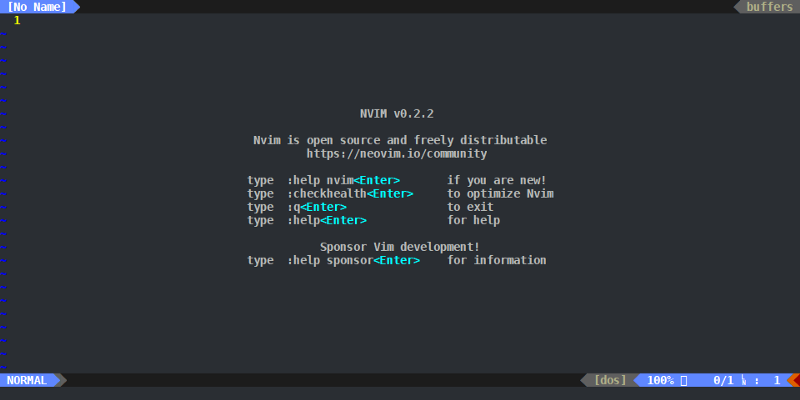 [No Name] buffers
1
~
~
~
~
~
~
~
NVIM v0.2.2
~
Nvim is open source and freely distributable
https://neovim.io/community
~
type :help nvim<Enter> if you are new!
type :checkhealth<Enter> to optimize Nvim
type :q<Enter> to exit
type :help<Enter> for help
~
Sponsor Vim development!
type :help sponsor<Enter> for information
~
~
~
~
~
~
~
~
NORMAL [dos] 100% 0/1 : 1